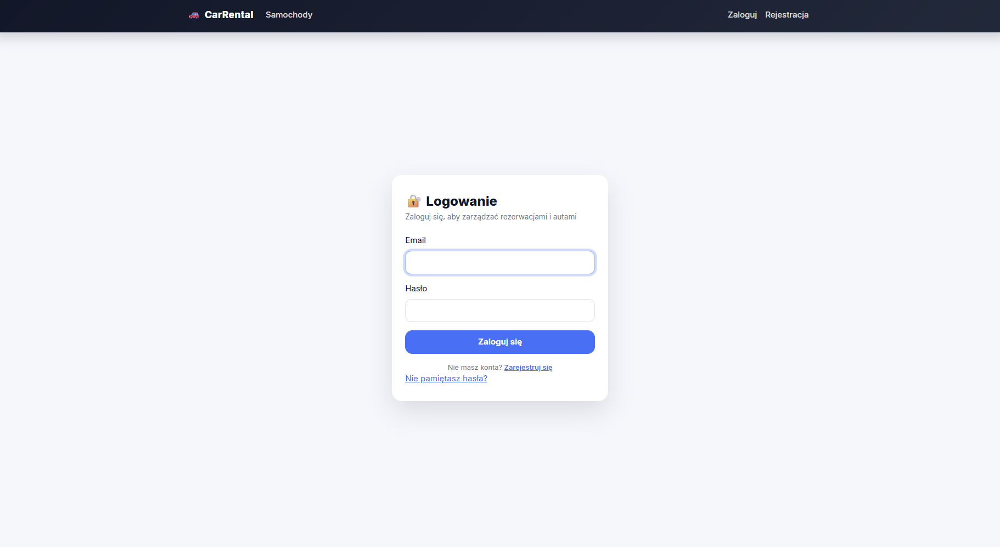 CarRental Samochody Zaloguj Rejestracja
Logowanie
Zaloguj się, aby zarządzać rezerwacjami i autami
Email
Hasło
Zaloguj się
Nie masz konta? Zarejestruj się
Nie pamiętasz hasła?